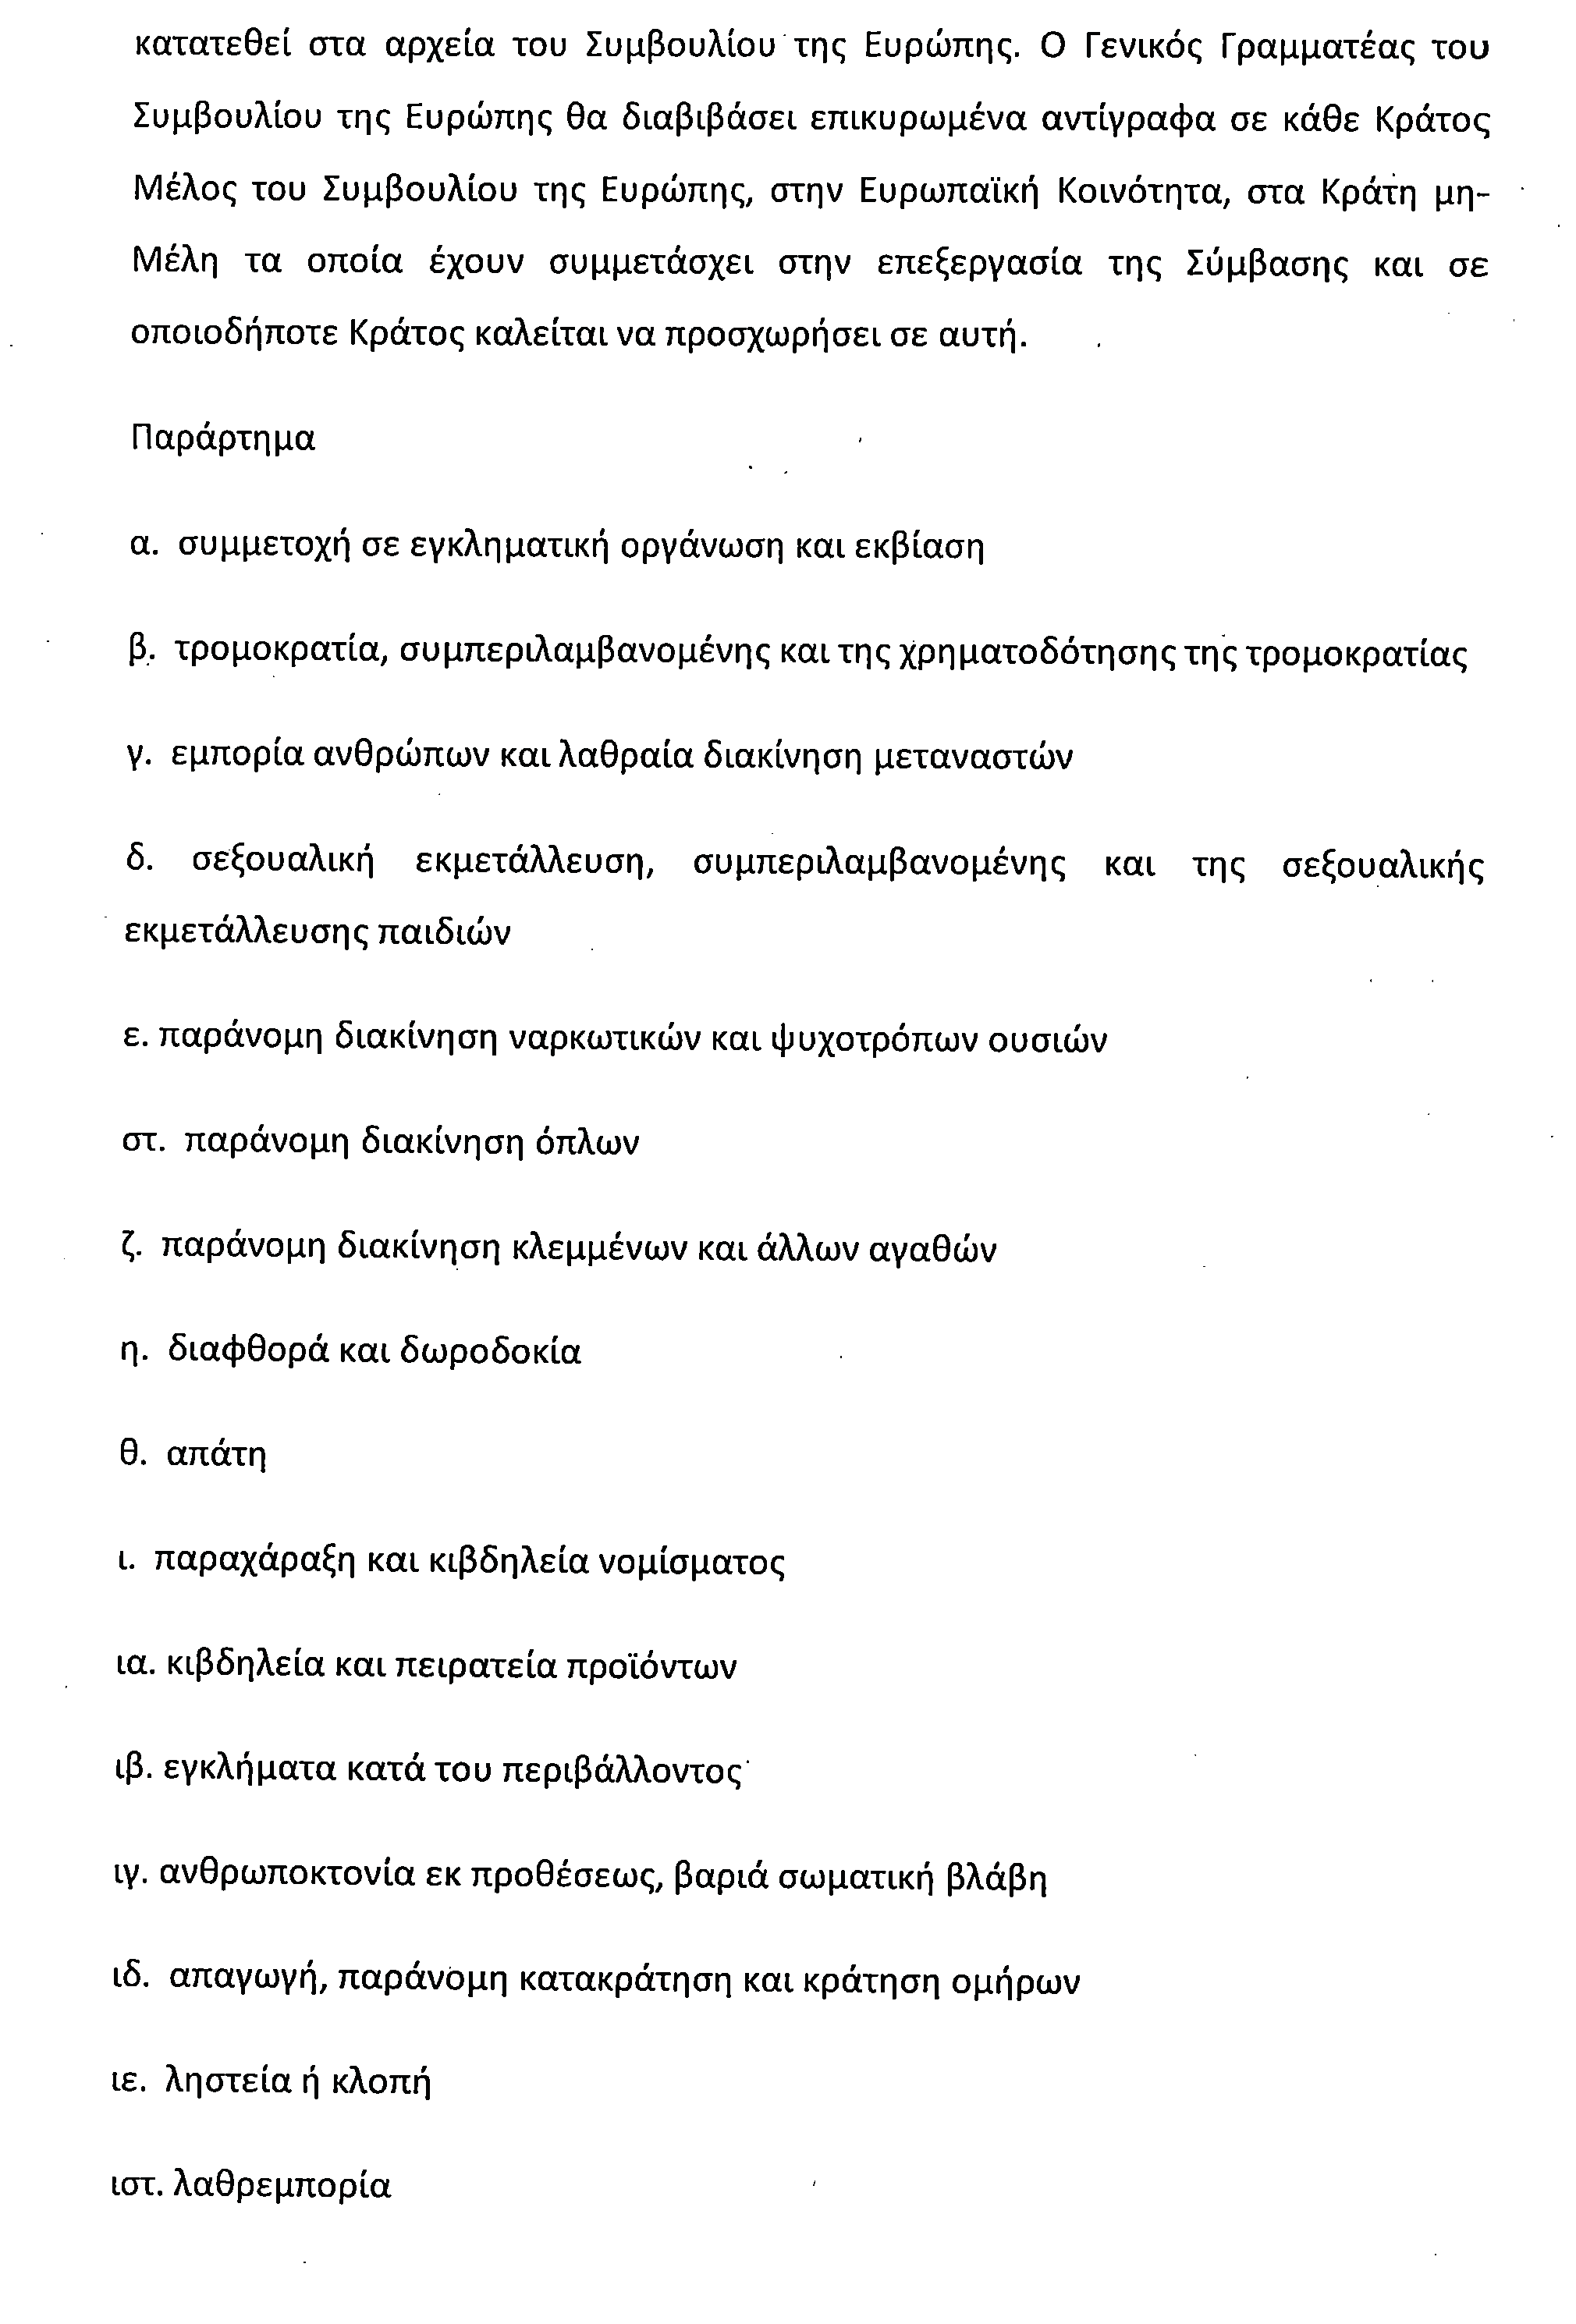 κατατεθεί στα αρχεία του Συμβουλίου της Ευρώπης. Ο Γενικός Γραμματέας του
Συμβουλίου της Ευρώπης θα διαβιβάσει επικυρωμένα αντίγραφα σε κάθε Κράτος
Μέλος του Συμβουλίου της Ευρώπης, στην Ευρωπαϊκή Κοινότητα, στα Κράτη μη-
Μέλη τα οποία έχουν συμμετάσχει στην επεξεργασία της Σύμβασης και σε
οποιοδήποτε Κράτος καλείται να προσχωρήσει σε αυτή.
Παράρτημα
α. συμμετοχή σε εγκληματική οργάνωση και εκβίαση
β. τρομοκρατία, συμπεριλαμβανομένης και της χρηματοδότησης της τρομοκρατίας
γ. εμπορία ανθρώπων και λαθραία διακίνηση μεταναστών
δ. σεξουαλική εκμετάλλευση, συμπεριλαμβανομένης και της σεξουαλικής
εκμετάλλευσης παιδιών
ε. παράνομη διακίνηση ναρκωτικών και ψυχοτρόπων ουσιών
στ. παράνομη διακίνηση όπλων
ζ. παράνομη διακίνηση κλεμμένων και άλλων αγαθών
η. διαφθορά και δωροδοκία
θ. απάτη
ι. παραχάραξη και κιβδηλεία νομίσματος
ια. κιβδηλεία και πειρατεία προϊόντων
ιβ. εγκλήματα κατά του περιβάλλοντος
ιγ. ανθρωποκτονία εκ προθέσεως, βαριά σωματική βλάβη
ιδ. απαγωγή, παράνομη κατακράτηση και κράτηση ομήρων
ιε. ληστεία ή κλοπή
ιστ. λαθρεμπορία